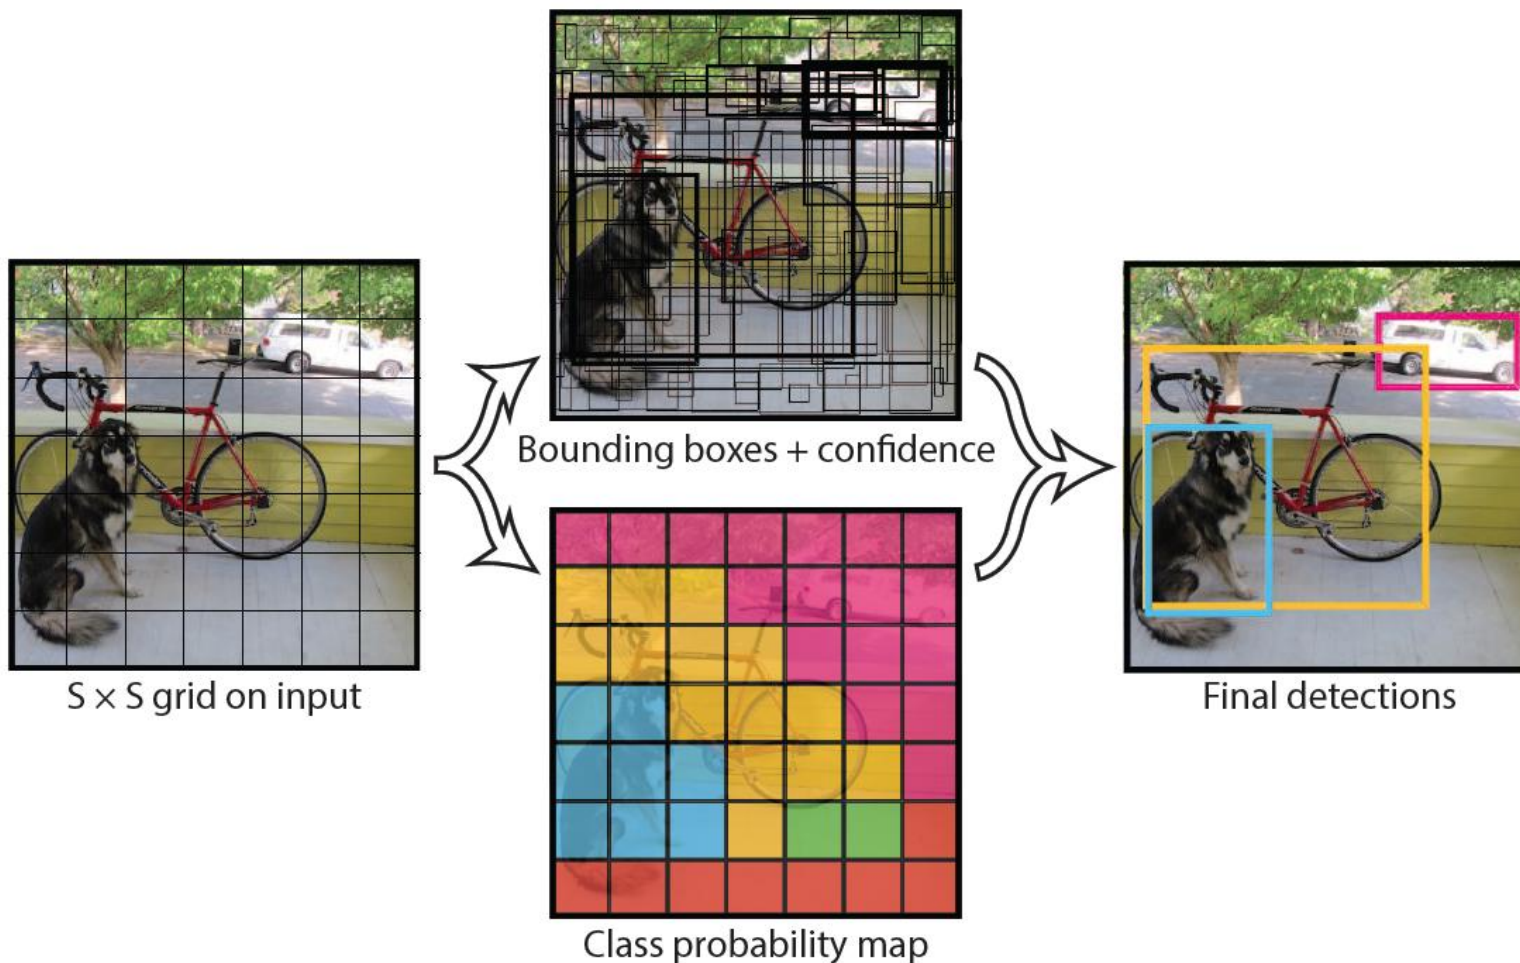 S × S grid on input
Bounding boxes + confidence
Class probability map
Final detections